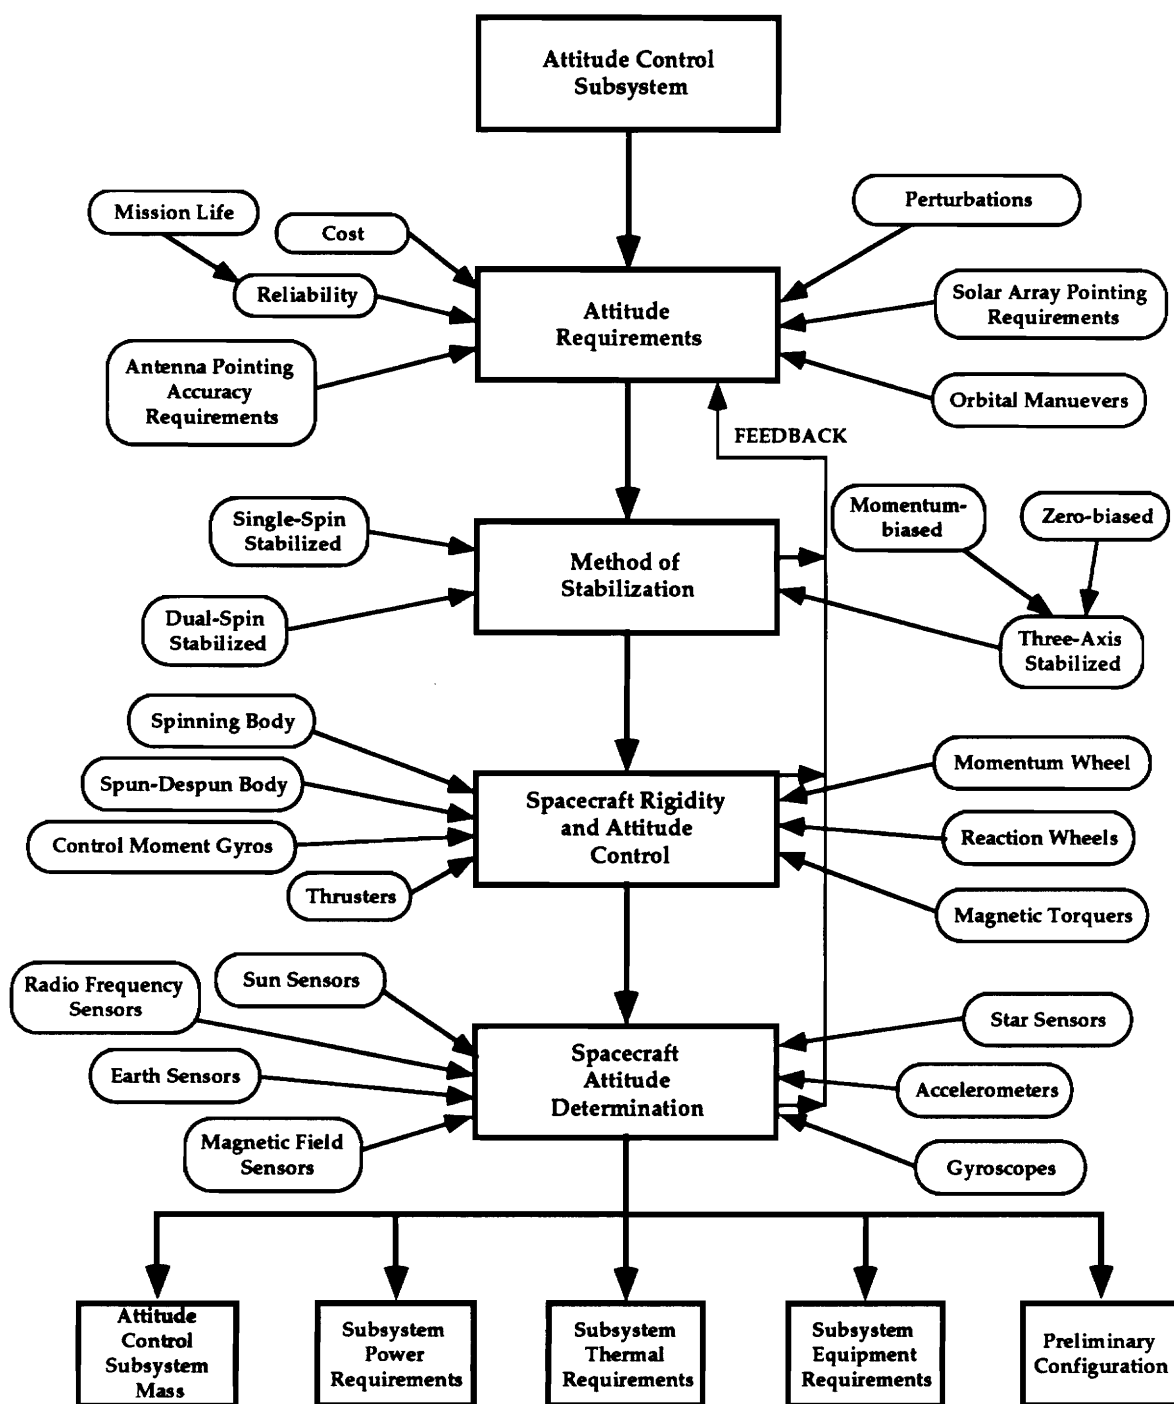 Attitude Control
Subsystem
Mission Life
Cost
Reliability
Antenna Pointing
Accuracy
Requirements
Attitude
Requirements
Perturbations
Solar Array Pointing
Requirements
Orbital Manuevers
FEEDBACK
Single-Spin
Stabilized
Dual-Spin
Stabilized
Method of
Stabilization
Momentum-
biased
Zero-biased
Three-Axis
Stabilized
Spinning Body
Spun-Despun Body
Control Moment Gyros
Thrusters
Spacecraft Rigidity
and Attitude
Control
Momentum Wheel
Reaction Wheels
Magnetic Torquers
Radio Frequency
Sensors
Sun Sensors
Earth Sensors
Magnetic Field
Sensors
Spacecraft
Attitude
Determination
Star Sensors
Accelerometers
Gyroscopes
Attitude
Control
Subsystem
Mass
Subsystem
Power
Requirements
Subsystem
Thermal
Requirements
Subsystem
Equipment
Requirements
Preliminary
Configuration